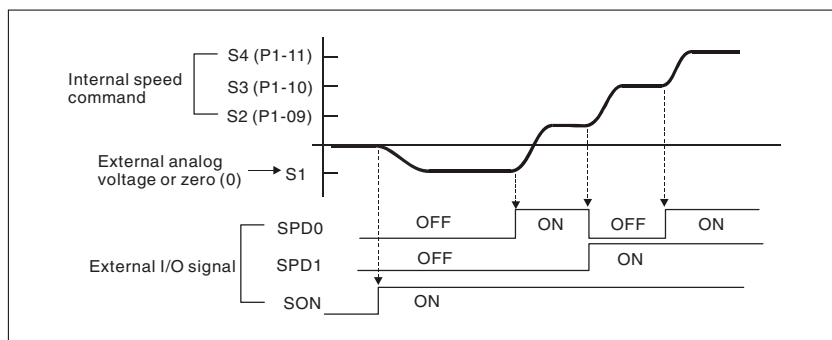 S4 (P1-11)
Internal speed
command
S3 (P1-10)
S2 (P1-09)
External analog
voltage or zero (0)
S1
SPD0
OFF
ON
OFF
ON
External I/O signal
SPD1
OFF
ON
SON
ON